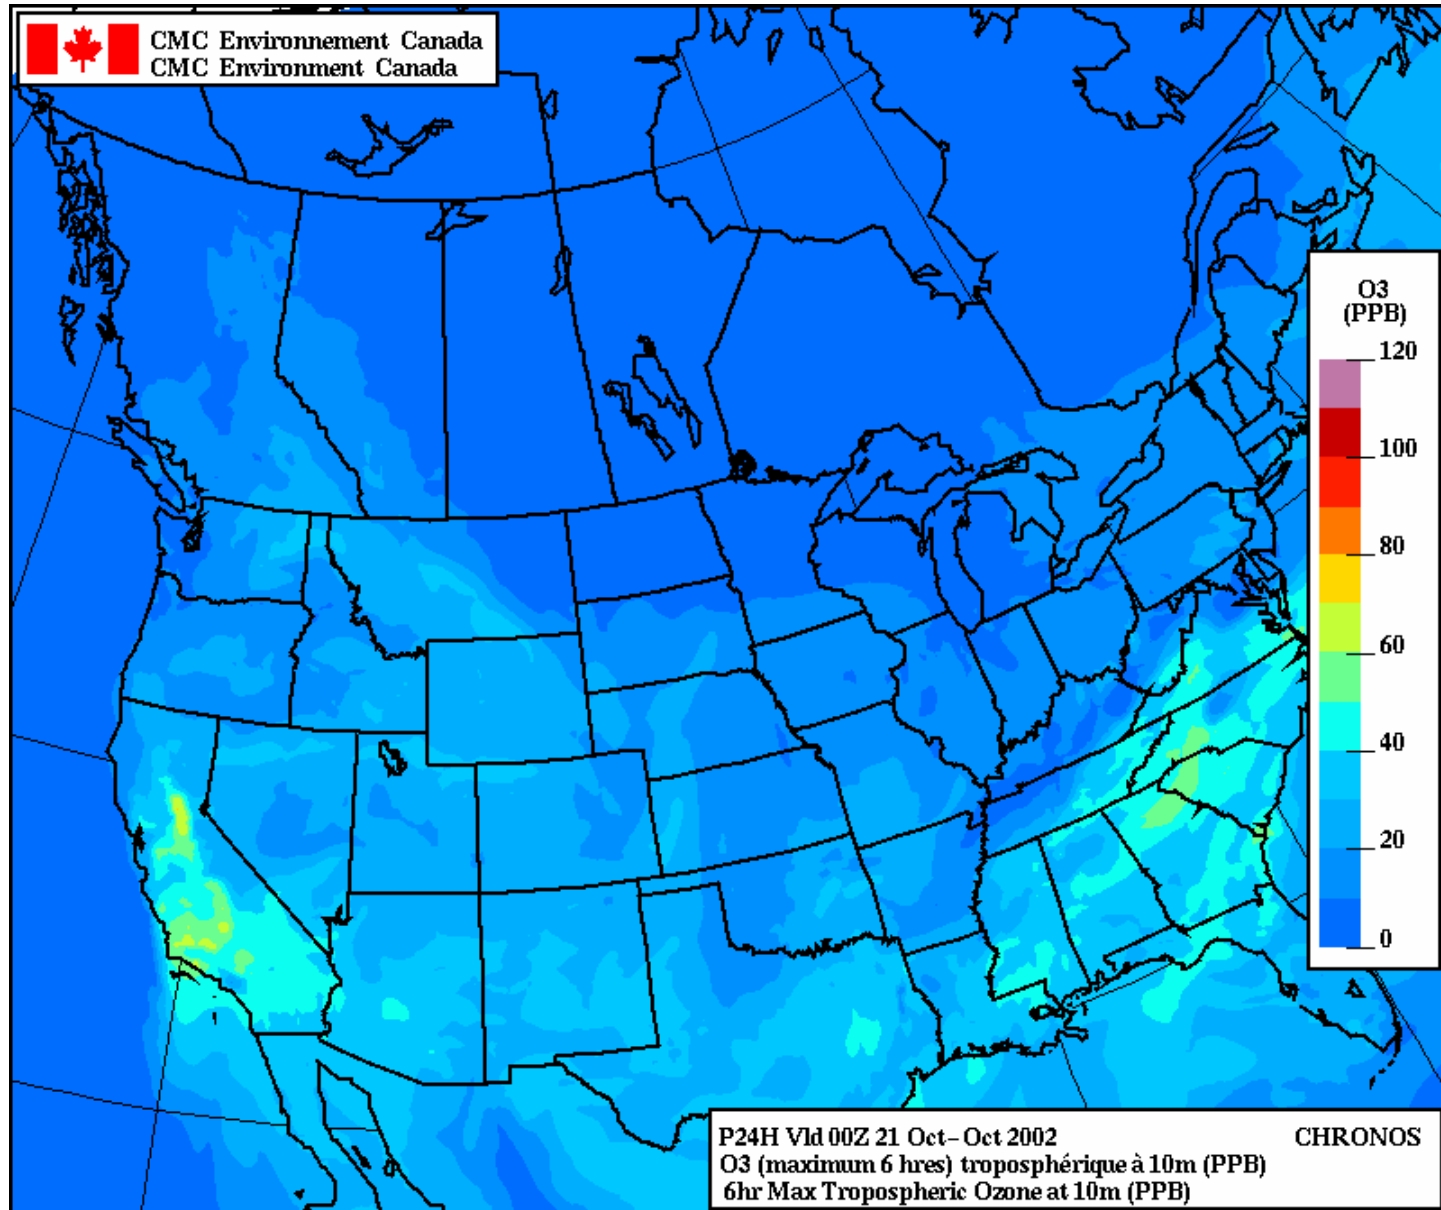 CMC Environnement Canada
CMC Environment Canada
O3
(PPB)
120
100
80
60
40
20
0
P24H Vld 00Z 21 Oct-Oct 2002 CHRONOS
O3 (maximum 6 hres) troposphérique à 10m (PPB)
6hr Max Tropospheric Ozone at 10m (PPB)